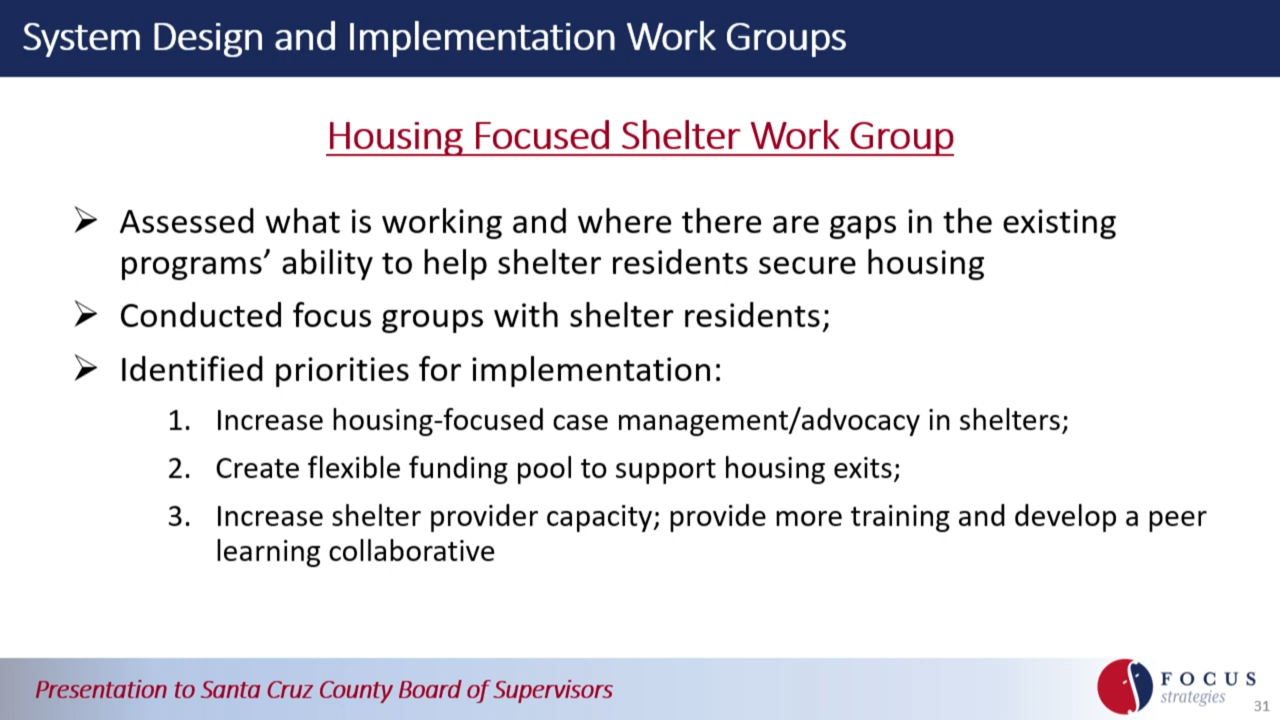 System Design and Implementation Work Groups
Housing Focused Shelter Work Group
➢ Assessed what is working and where there are gaps in the existing
programs’ ability to help shelter residents secure housing
➢ Conducted focus groups with shelter residents;
➢ Identified priorities for implementation:
1. Increase housing-focused case management/advocacy in shelters;
2. Create flexible funding pool to support housing exits;
3. Increase shelter provider capacity; provide more training and develop a peer
learning collaborative
Presentation to Santa Cruz County Board of Supervisors
FOCUS
strategies
31